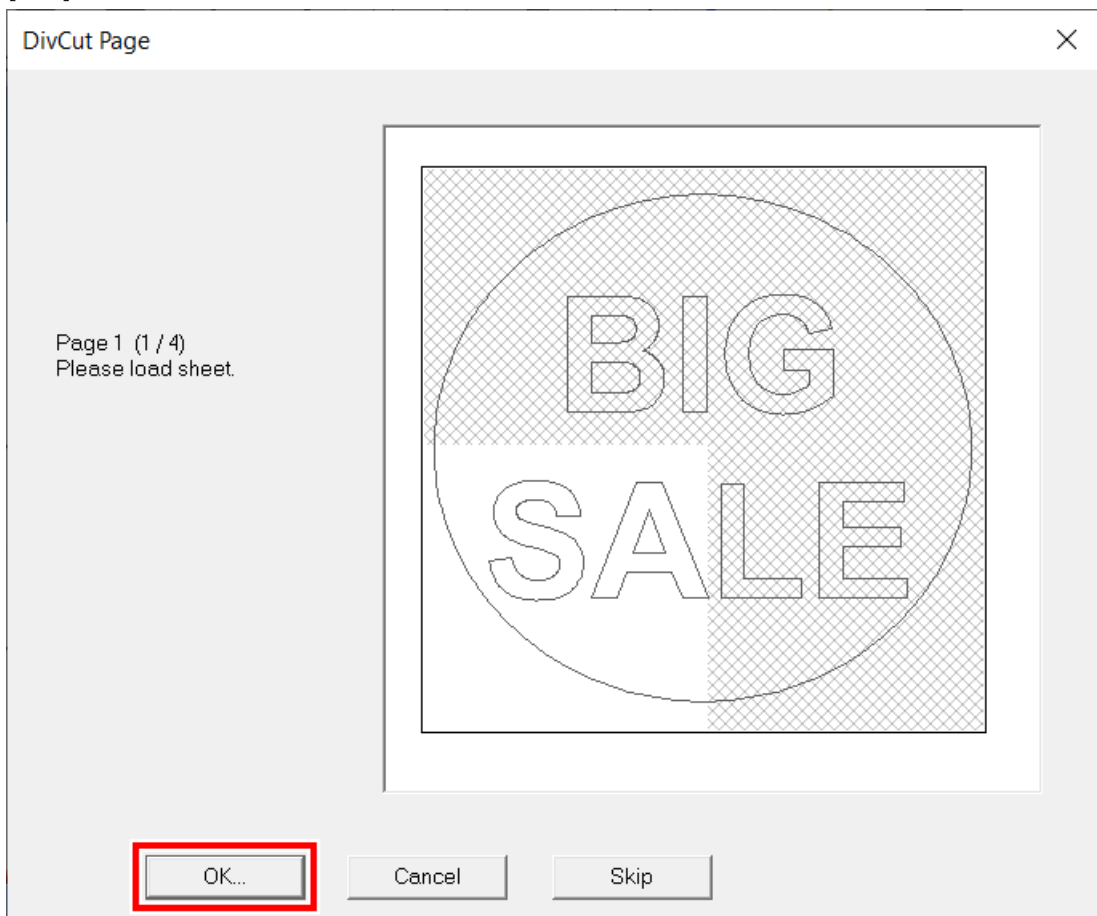 DivCut Page
Page 1 (1 / 4)
Please load sheet.
BIG
SALE
OK...
Cancel
Skip